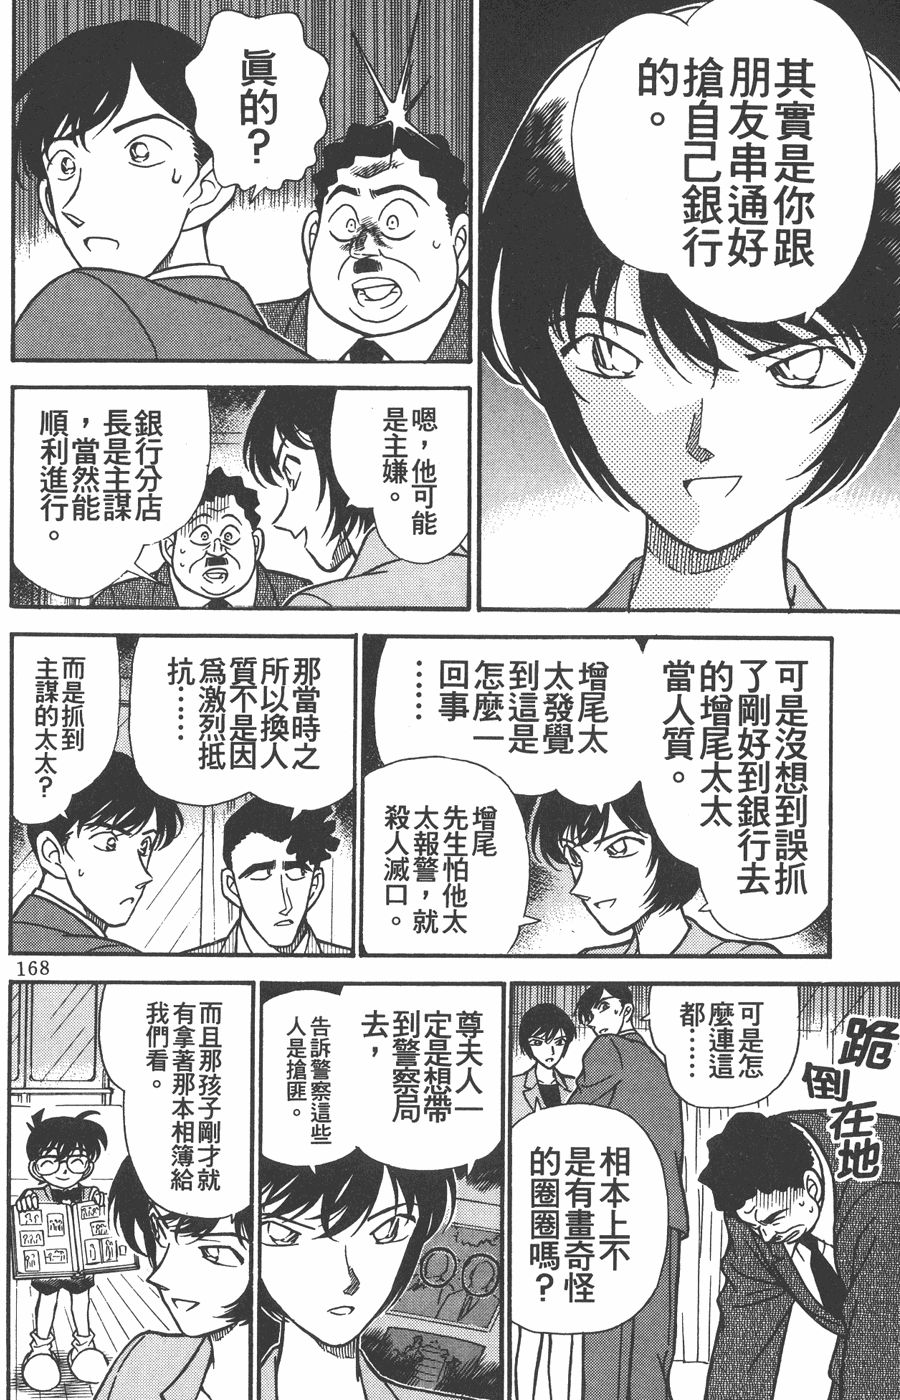 其實是你跟
朋友串通好
搶自己銀行
的。
眞的？
嗯，他可能
是主嫌。
銀行分店
長是主謀
，當然能
順利進行
。
可是沒想到誤抓
了剛好到銀行去
的增尾太太
當人質。
增尾太
太發覺
到這是
怎麼一
回事
……
增尾
先生怕他太
太報警，就
殺人滅口。
那當時之
所以換人
質不是因
爲激烈抵
抗……
而是抓到
主謀的太太？
168
可是怎
麼連這
都……
跪倒在地
相本上不
是有畫奇怪
的圈圈嗎？
尊夫人一
定是想帶
到警察局
去，
告訴警察這些
人是搶匪。
而且那孩子剛才就
有拿著那本相簿給
我們看。